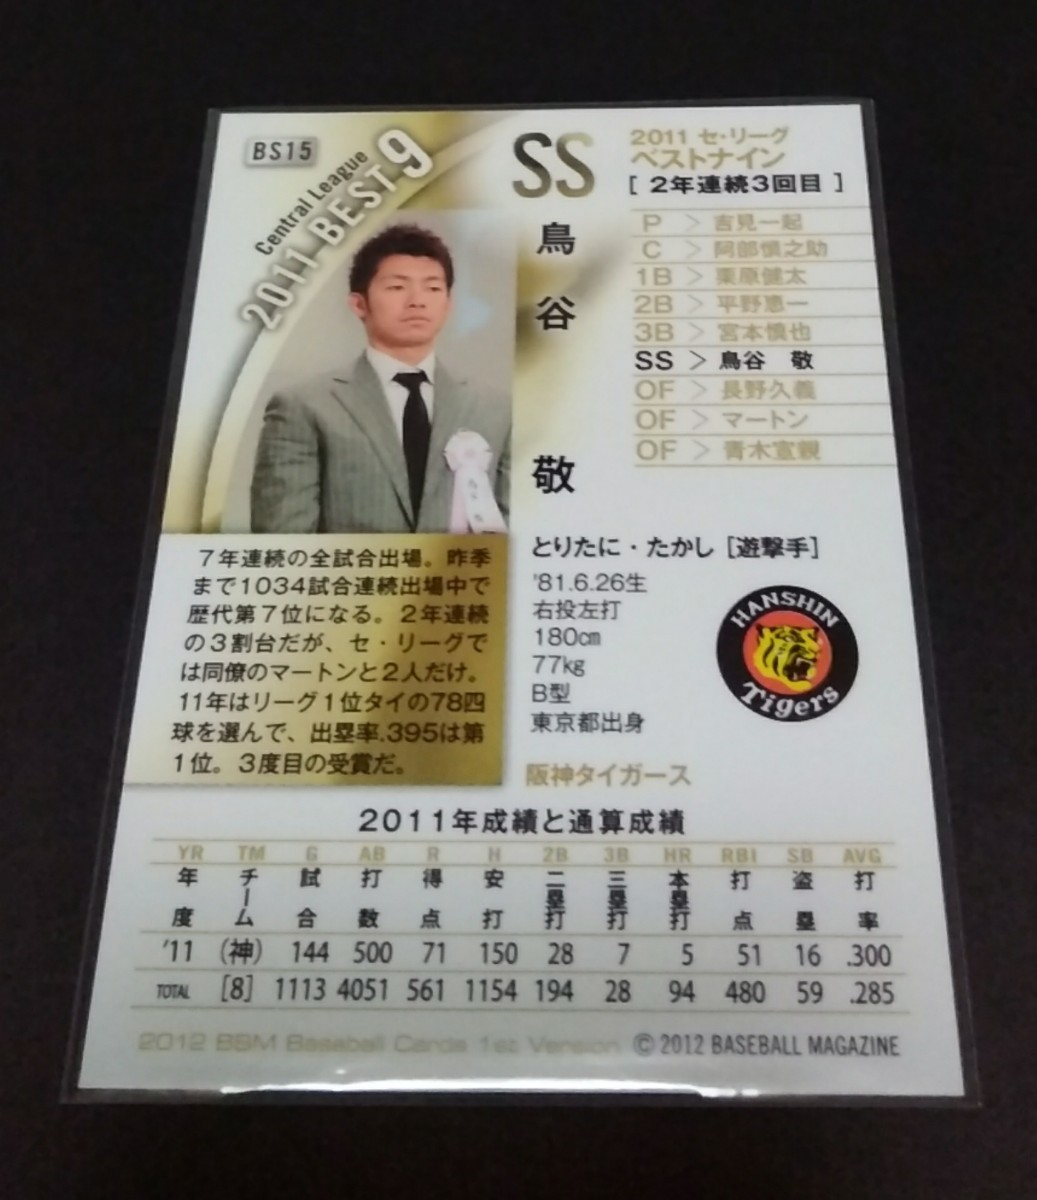 BS15
Central League
2011 BEST 9
SS
鳥谷 敬
2011 セ・リーグ
ベストナイン
[ 2年連続3回目 ]
P > 吉見一起
C > 阿部慎之助
1B > 栗原健太
2B > 平野恵一
3B > 宮本慎也
SS > 鳥谷 敬
OF > 長野久義
OF > マートン
OF > 青木宣親
7年連続の全試合出場。昨季
まで1034試合連続出場中で
歴代第7位になる。2年連続
の3割台だが、セ・リーグで
は同僚のマートンと2人だけ。
11年はリーグ1位タイの78四
球を選んで、出塁率.395は第
1位。3度目の受賞だ。
とりたに・たかし [遊撃手]
'81.6.26生
右投左打
180cm
77kg
B型
東京都出身
HANSHIN
Tigers
阪神タイガース
2011年成績と通算成績
YR TM G AB R H 2B 3B HR RBI SB AVG
年度 チーム 試合 打数 得点 安打 二塁打 三塁打 本塁打 打点 盗塁 打率
'11 (神) 144 500 71 150 28 7 5 51 16 .300
TOTAL [8] 1113 4051 561 1154 194 28 94 480 59 .285
2012 BBM Baseball Cards 1st Version © 2012 BASEBALL MAGAZINE